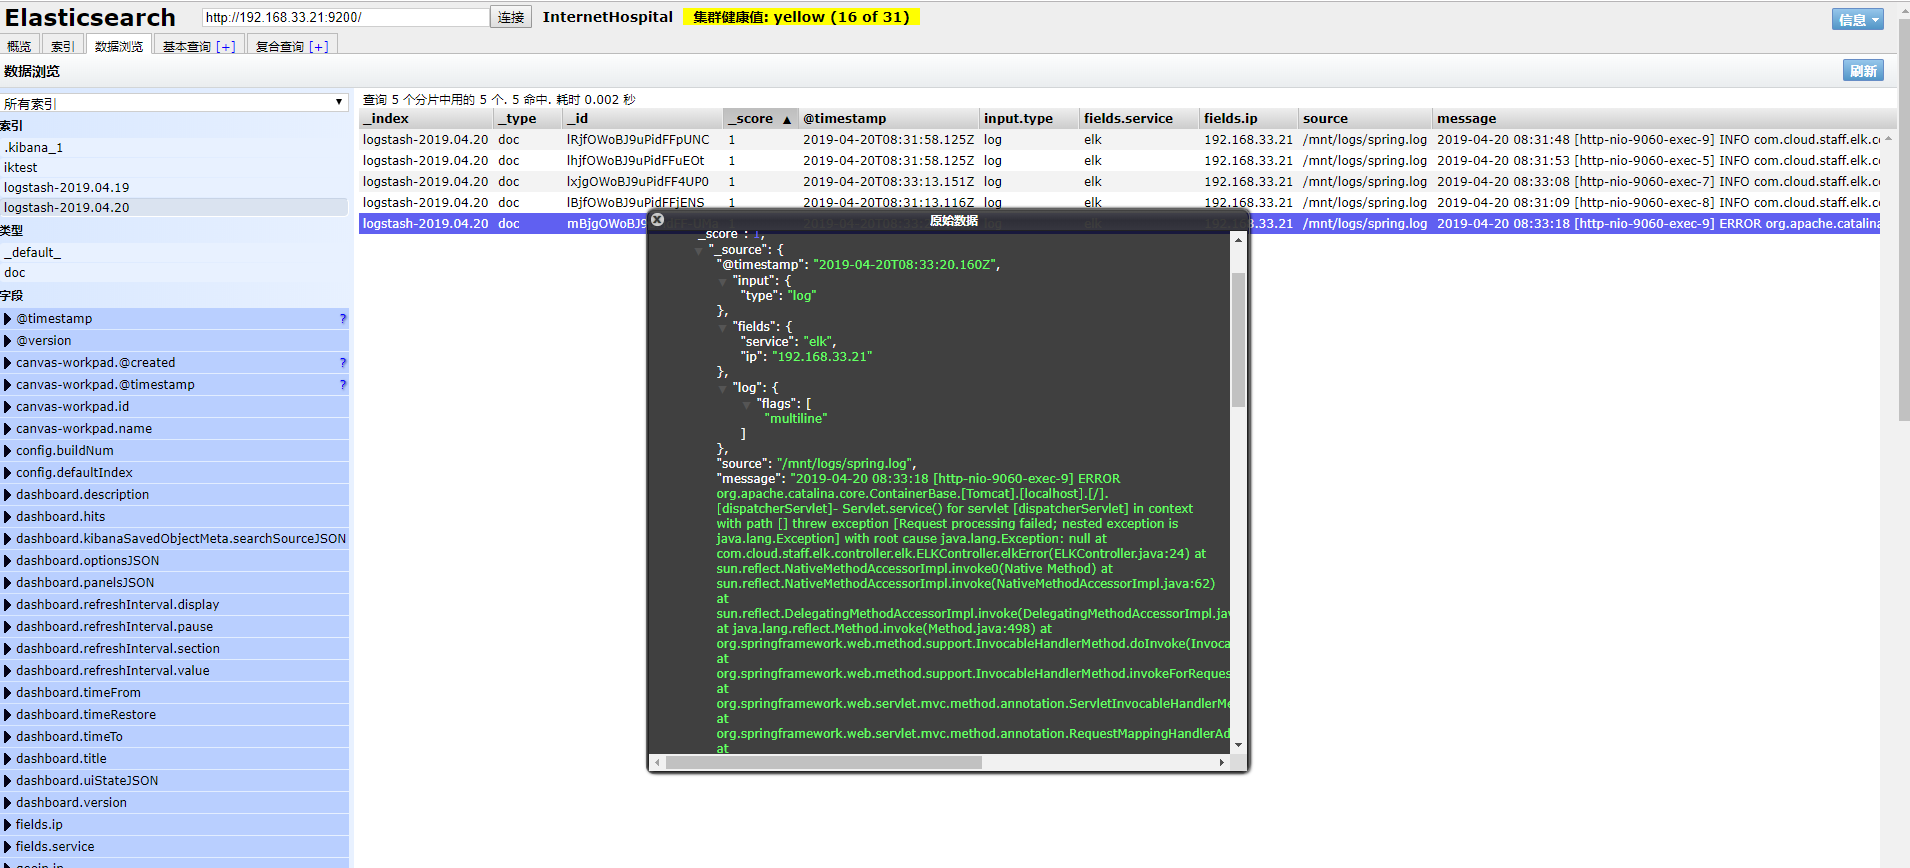 Elasticsearch
http://192.168.33.21:9200/
连接
InternetHospital
集群健康值: yellow (16 of 31)
信息
概览
索引
数据浏览
基本查询 [+]
复合查询 [+]
数据浏览
刷新
所有索引
索引
.kibana_1
iktest
logstash-2019.04.19
logstash-2019.04.20
类型
_default_
doc
字段
@timestamp ?
@version
canvas-workpad.@created ?
canvas-workpad.@timestamp ?
canvas-workpad.id
canvas-workpad.name
config.buildNum
config.defaultIndex
dashboard.description
dashboard.hits
dashboard.kibanaSavedObjectMeta.searchSourceJSON
dashboard.optionsJSON
dashboard.panelsJSON
dashboard.refreshInterval.display
dashboard.refreshInterval.pause
dashboard.refreshInterval.section
dashboard.refreshInterval.value
dashboard.timeFrom
dashboard.timeRestore
dashboard.timeTo
dashboard.title
dashboard.uiStateJSON
dashboard.version
fields.ip
fields.service
查询 5 个分片中用的 5 个. 5 命中. 耗时 0.002 秒
_index _type _id _score ▲ @timestamp input.type fields.service fields.ip source message
logstash-2019.04.20 doc lRjfOWoBJ9uPidFFpUNC 1 2019-04-20T08:31:58.125Z log elk 192.168.33.21 /mnt/logs/spring.log 2019-04-20 08:31:48 [http-nio-9060-exec-9] INFO com.cloud.staff.elk.c
logstash-2019.04.20 doc lhjfOWoBJ9uPidFFuEOt 1 2019-04-20T08:31:58.125Z log elk 192.168.33.21 /mnt/logs/spring.log 2019-04-20 08:31:53 [http-nio-9060-exec-5] INFO com.cloud.staff.elk.c
logstash-2019.04.20 doc lxjgOWoBJ9uPidFF4UP0 1 2019-04-20T08:33:13.151Z log elk 192.168.33.21 /mnt/logs/spring.log 2019-04-20 08:33:08 [http-nio-9060-exec-7] INFO com.cloud.staff.elk.c
logstash-2019.04.20 doc lBjfOWoBJ9uPidFFjENS 1 2019-04-20T08:31:13.116Z log elk 192.168.33.21 /mnt/logs/spring.log 2019-04-20 08:31:09 [http-nio-9060-exec-8] INFO com.cloud.staff.elk.c
logstash-2019.04.20 doc mBjgOWoBJ9 3.21 /mnt/logs/spring.log 2019-04-20 08:33:18 [http-nio-9060-exec-9] ERROR org.apache.catalina
原始数据
_score": 1,
"_source": {
"@timestamp": "2019-04-20T08:33:20.160Z",
"input": {
"type": "log"
},
"fields": {
"service": "elk",
"ip": "192.168.33.21"
},
"log": {
"flags": [
"multiline"
]
},
"source": "/mnt/logs/spring.log",
"message": "2019-04-20 08:33:18 [http-nio-9060-exec-9] ERROR
org.apache.catalina.core.ContainerBase.[Tomcat].[localhost].[/].
[dispatcherServlet]- Servlet.service() for servlet [dispatcherServlet] in context
with path [] threw exception [Request processing failed; nested exception is
java.lang.Exception] with root cause java.lang.Exception: null at
com.cloud.staff.elk.controller.elk.ELKController.elkError(ELKController.java:24) at
sun.reflect.NativeMethodAccessorImpl.invoke0(Native Method) at
sun.reflect.NativeMethodAccessorImpl.invoke(NativeMethodAccessorImpl.java:62)
at
sun.reflect.DelegatingMethodAccessorImpl.invoke(DelegatingMethodAccessorImpl.jav
at java.lang.reflect.Method.invoke(Method.java:498) at
org.springframework.web.method.support.InvocableHandlerMethod.doInvoke(Invoca
at
org.springframework.web.method.support.InvocableHandlerMethod.invokeForReques
at
org.springframework.web.servlet.mvc.method.annotation.ServletInvocableHandlerMe
at
org.springframework.web.servlet.mvc.method.annotation.RequestMappingHandlerAd
at